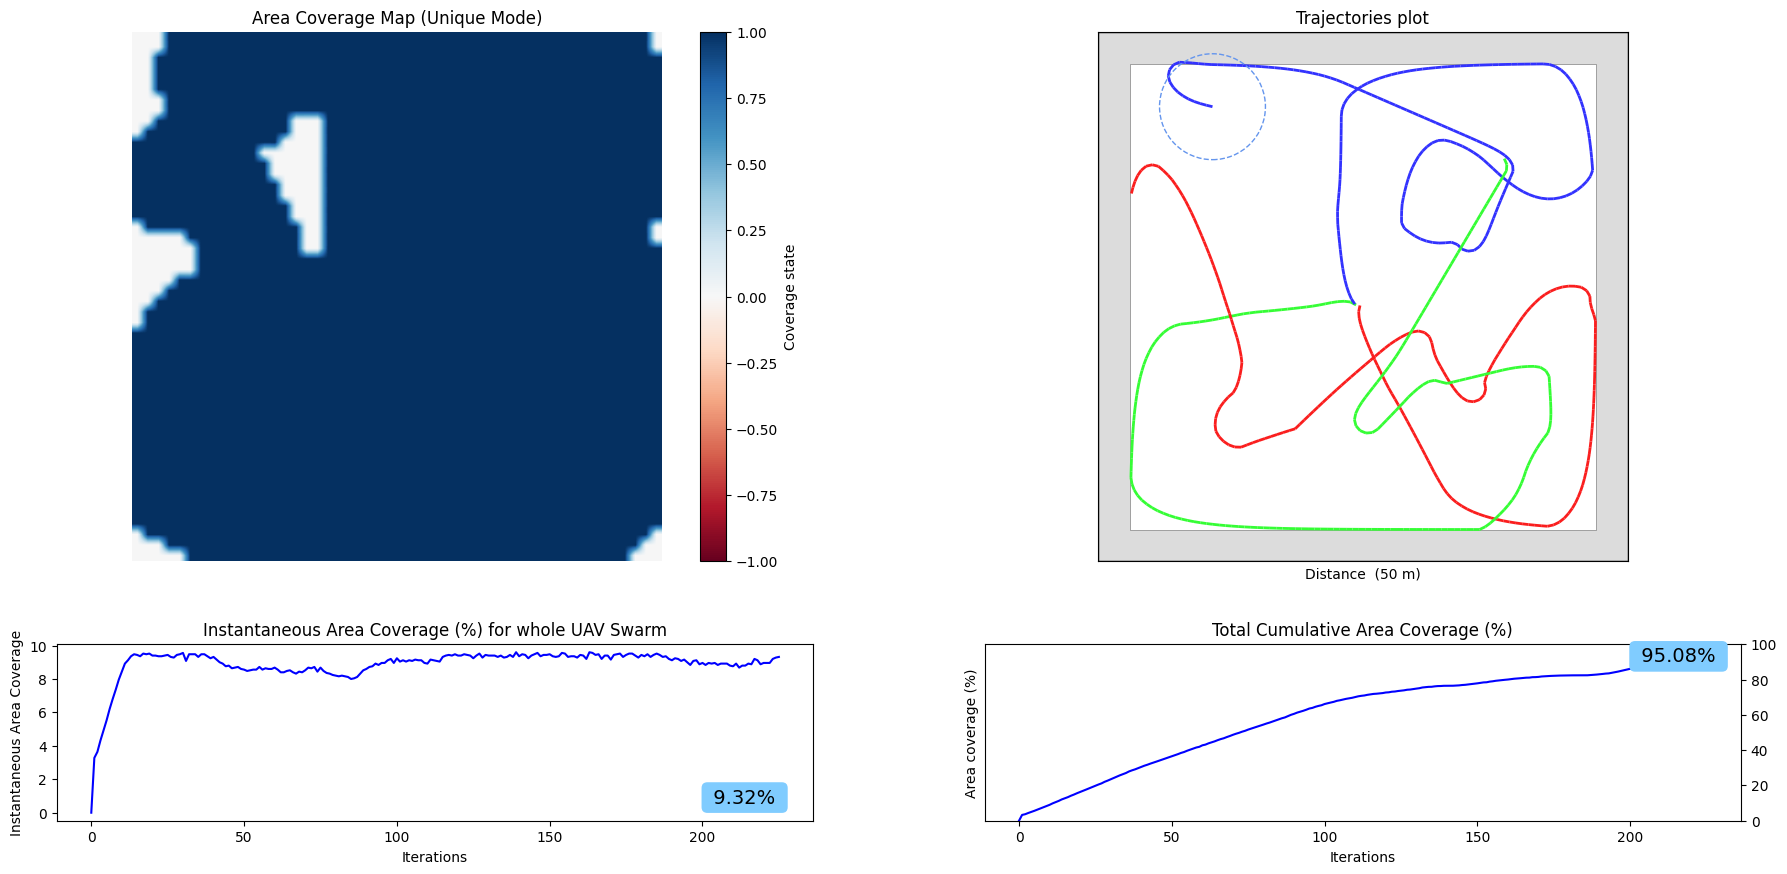 Area Coverage Map (Unique Mode)
1.00
0.75
0.50
0.25
0.00
−0.25
−0.50
−0.75
−1.00
Coverage state
Trajectories plot
Distance (50 m)
Instantaneous Area Coverage (%) for whole UAV Swarm
Instantaneous Area Coverage
10
8
6
4
2
0
9.32%
0 50 100 150 200
Iterations
Total Cumulative Area Coverage (%)
Area coverage (%)
95.08%
100
80
60
40
20
0
0 50 100 150 200
Iterations